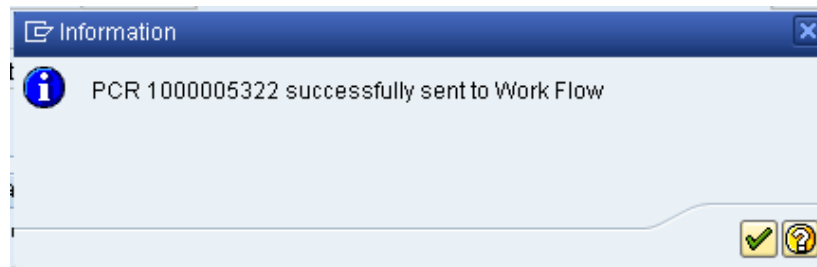 Information
PCR 1000005322 successfully sent to Work Flow